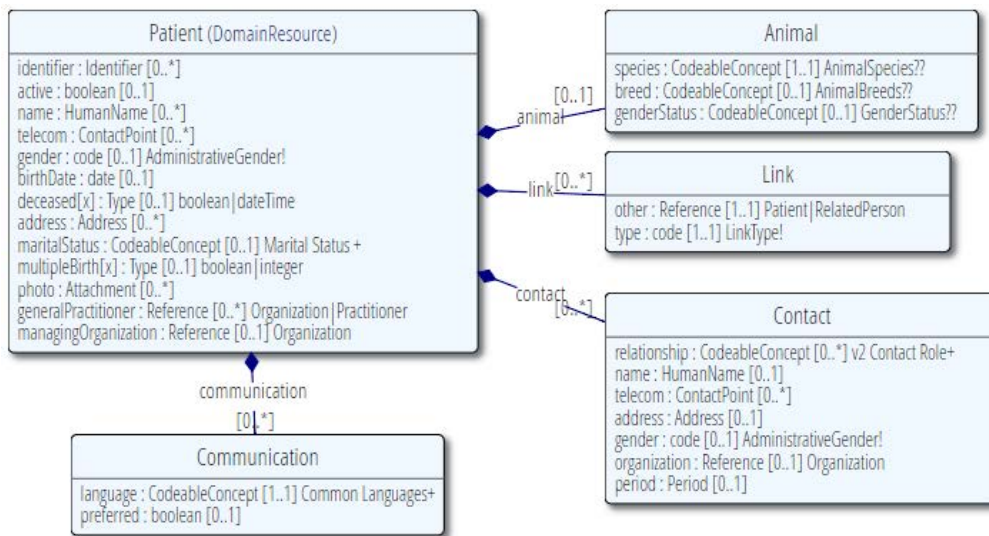 Patient (DomainResource)
identifier : Identifier [0..*]
active : boolean [0..1]
name : HumanName [0..*]
telecom : ContactPoint [0..*]
gender : code [0..1] AdministrativeGender!
birthDate : date [0..1]
deceased[x] : Type [0..1] boolean|dateTime
address : Address [0..*]
maritalStatus : CodeableConcept [0..1] Marital Status +
multipleBirth[x] : Type [0..1] boolean|integer
photo : Attachment [0..*]
generalPractitioner : Reference [0..*] Organization|Practitioner
managingOrganization : Reference [0..1] Organization
[0..1]
animal
Animal
species : CodeableConcept [1..1] AnimalSpecies??
breed : CodeableConcept [0..1] AnimalBreeds??
genderStatus : CodeableConcept [0..1] GenderStatus??
[0..*]
link
Link
other : Reference [1..1] Patient|RelatedPerson
type : code [1..1] LinkType!
contact
[0..*]
Contact
relationship : CodeableConcept [0..*] v2 Contact Role+
name : HumanName [0..1]
telecom : ContactPoint [0..*]
address : Address [0..1]
gender : code [0..1] AdministrativeGender!
organization : Reference [0..1] Organization
period : Period [0..1]
communication
[0..*]
Communication
language : CodeableConcept [1..1] Common Languages+
preferred : boolean [0..1]